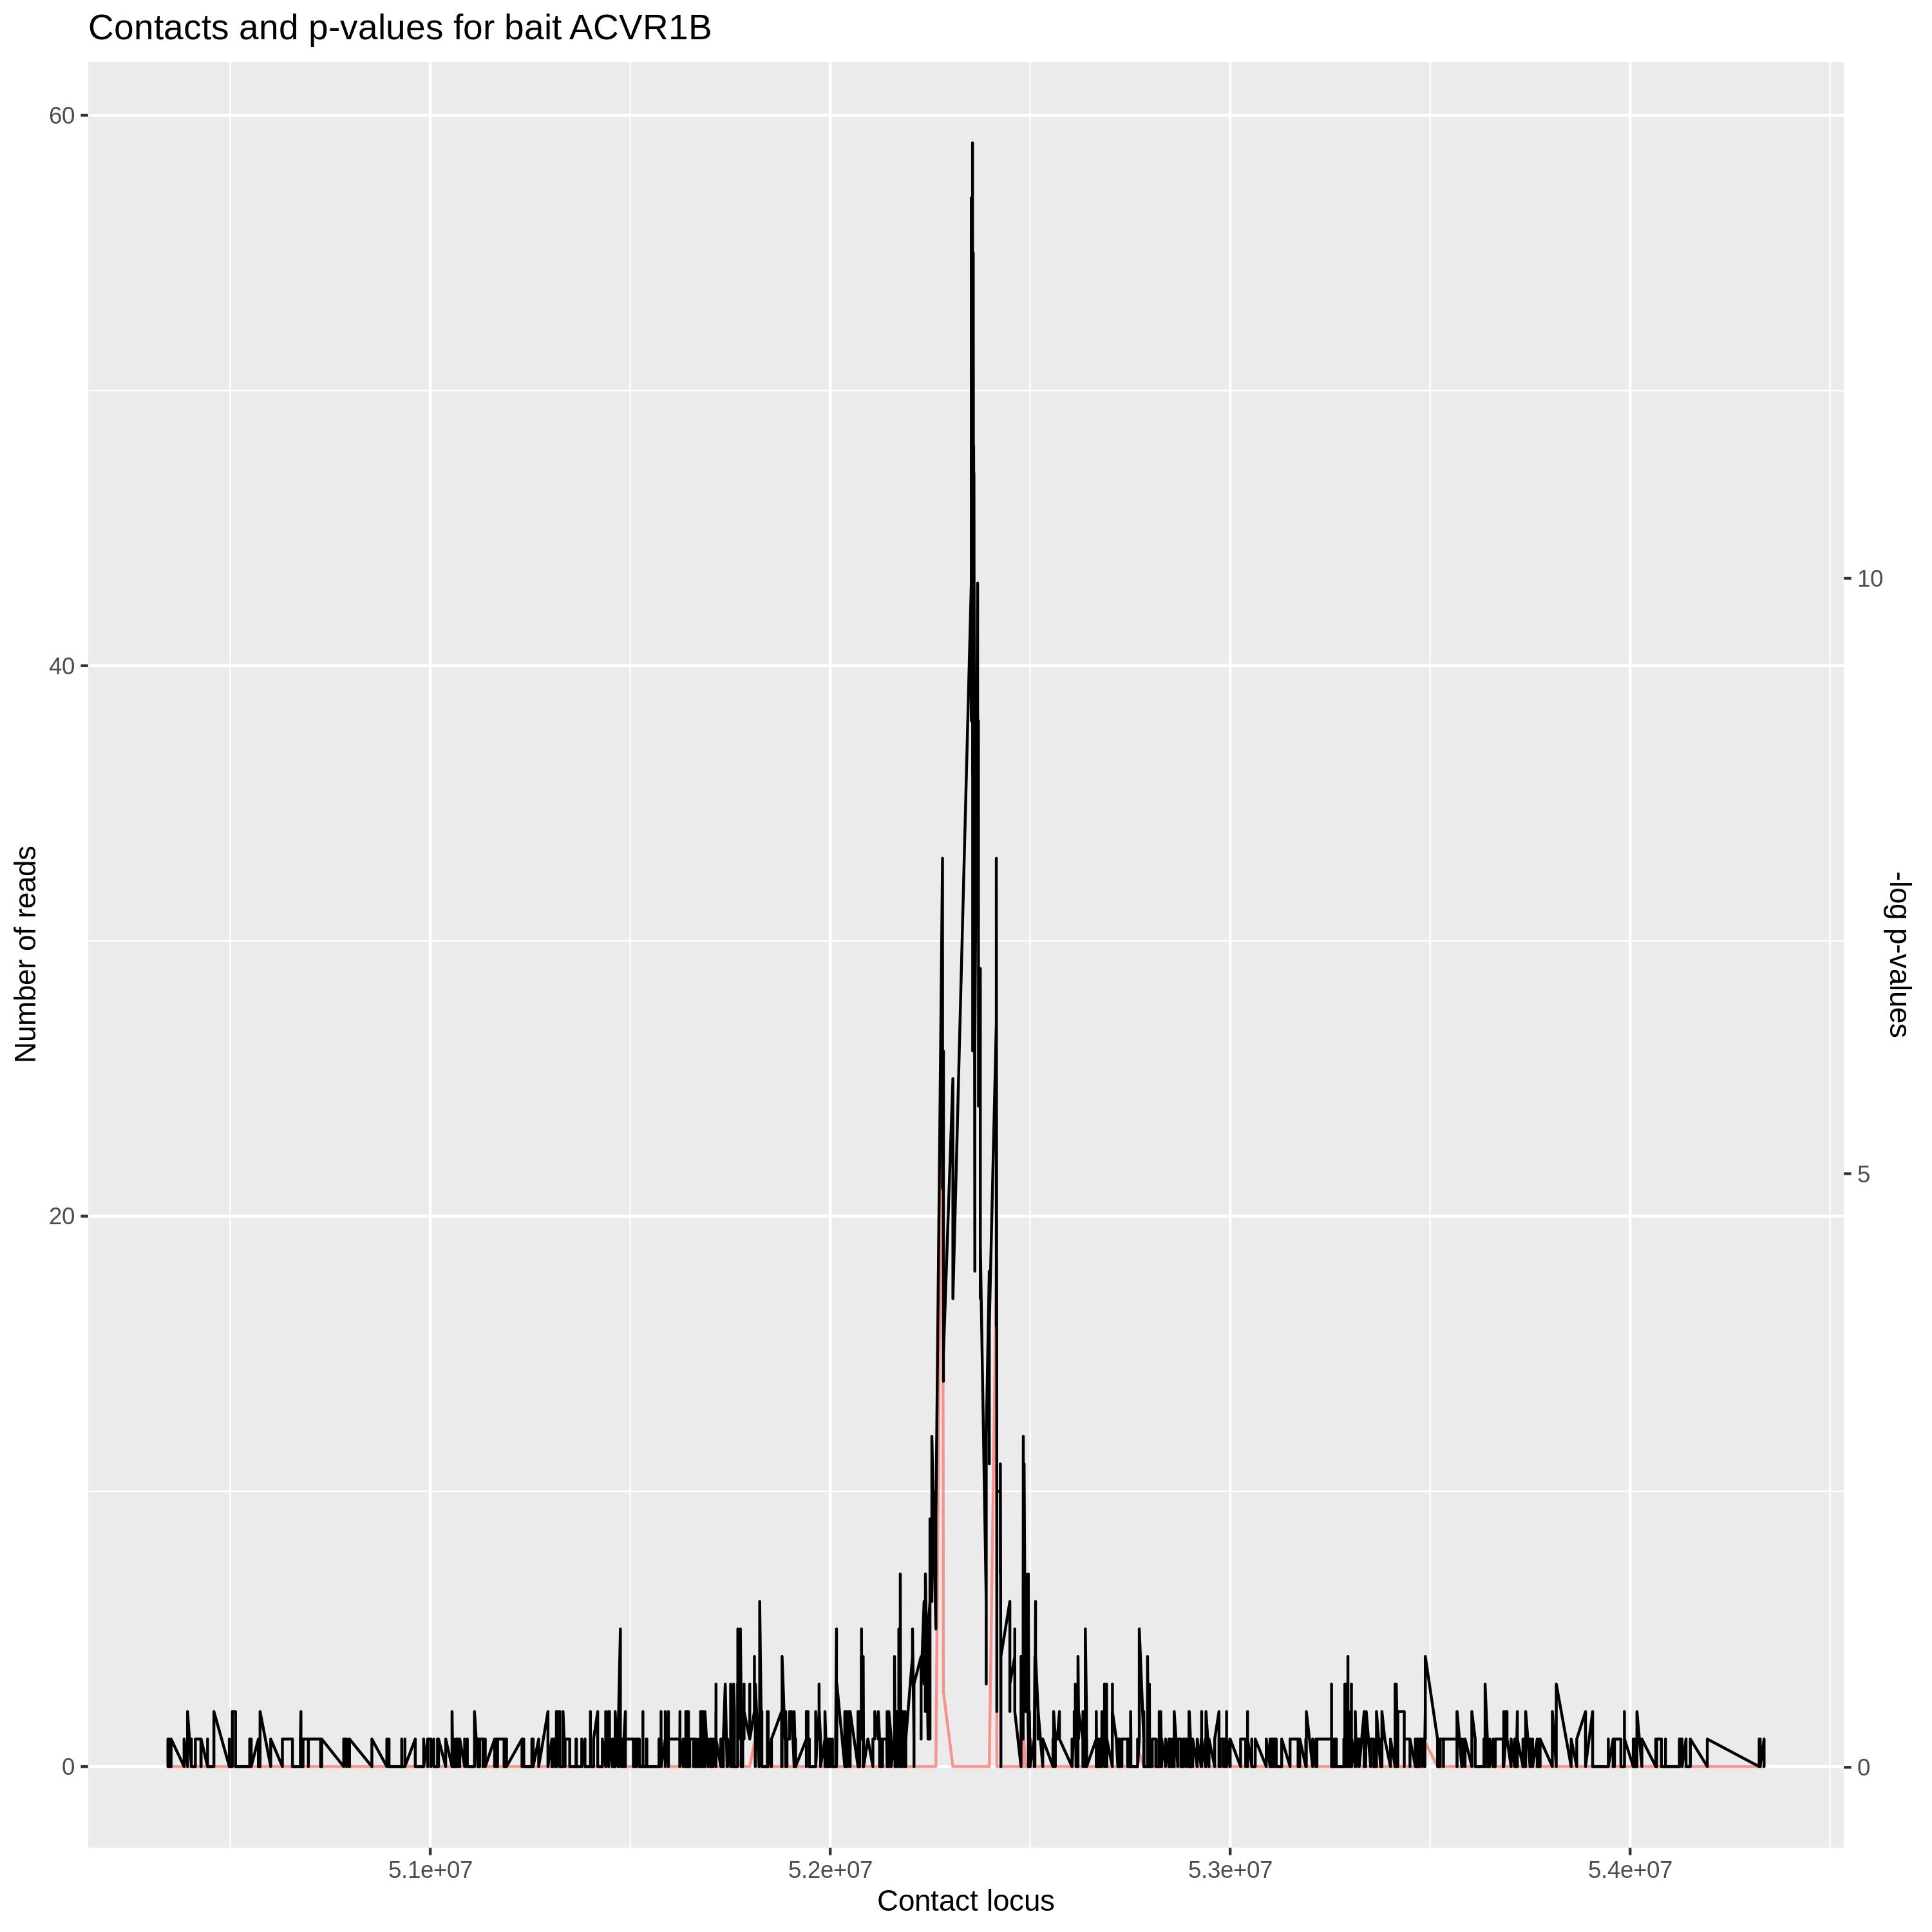 Contacts and p-values for bait ACVR1B
60
40
20
0
Number of reads
10
5
0
-log p-values
5.1e+07
5.2e+07
5.3e+07
5.4e+07
Contact locus